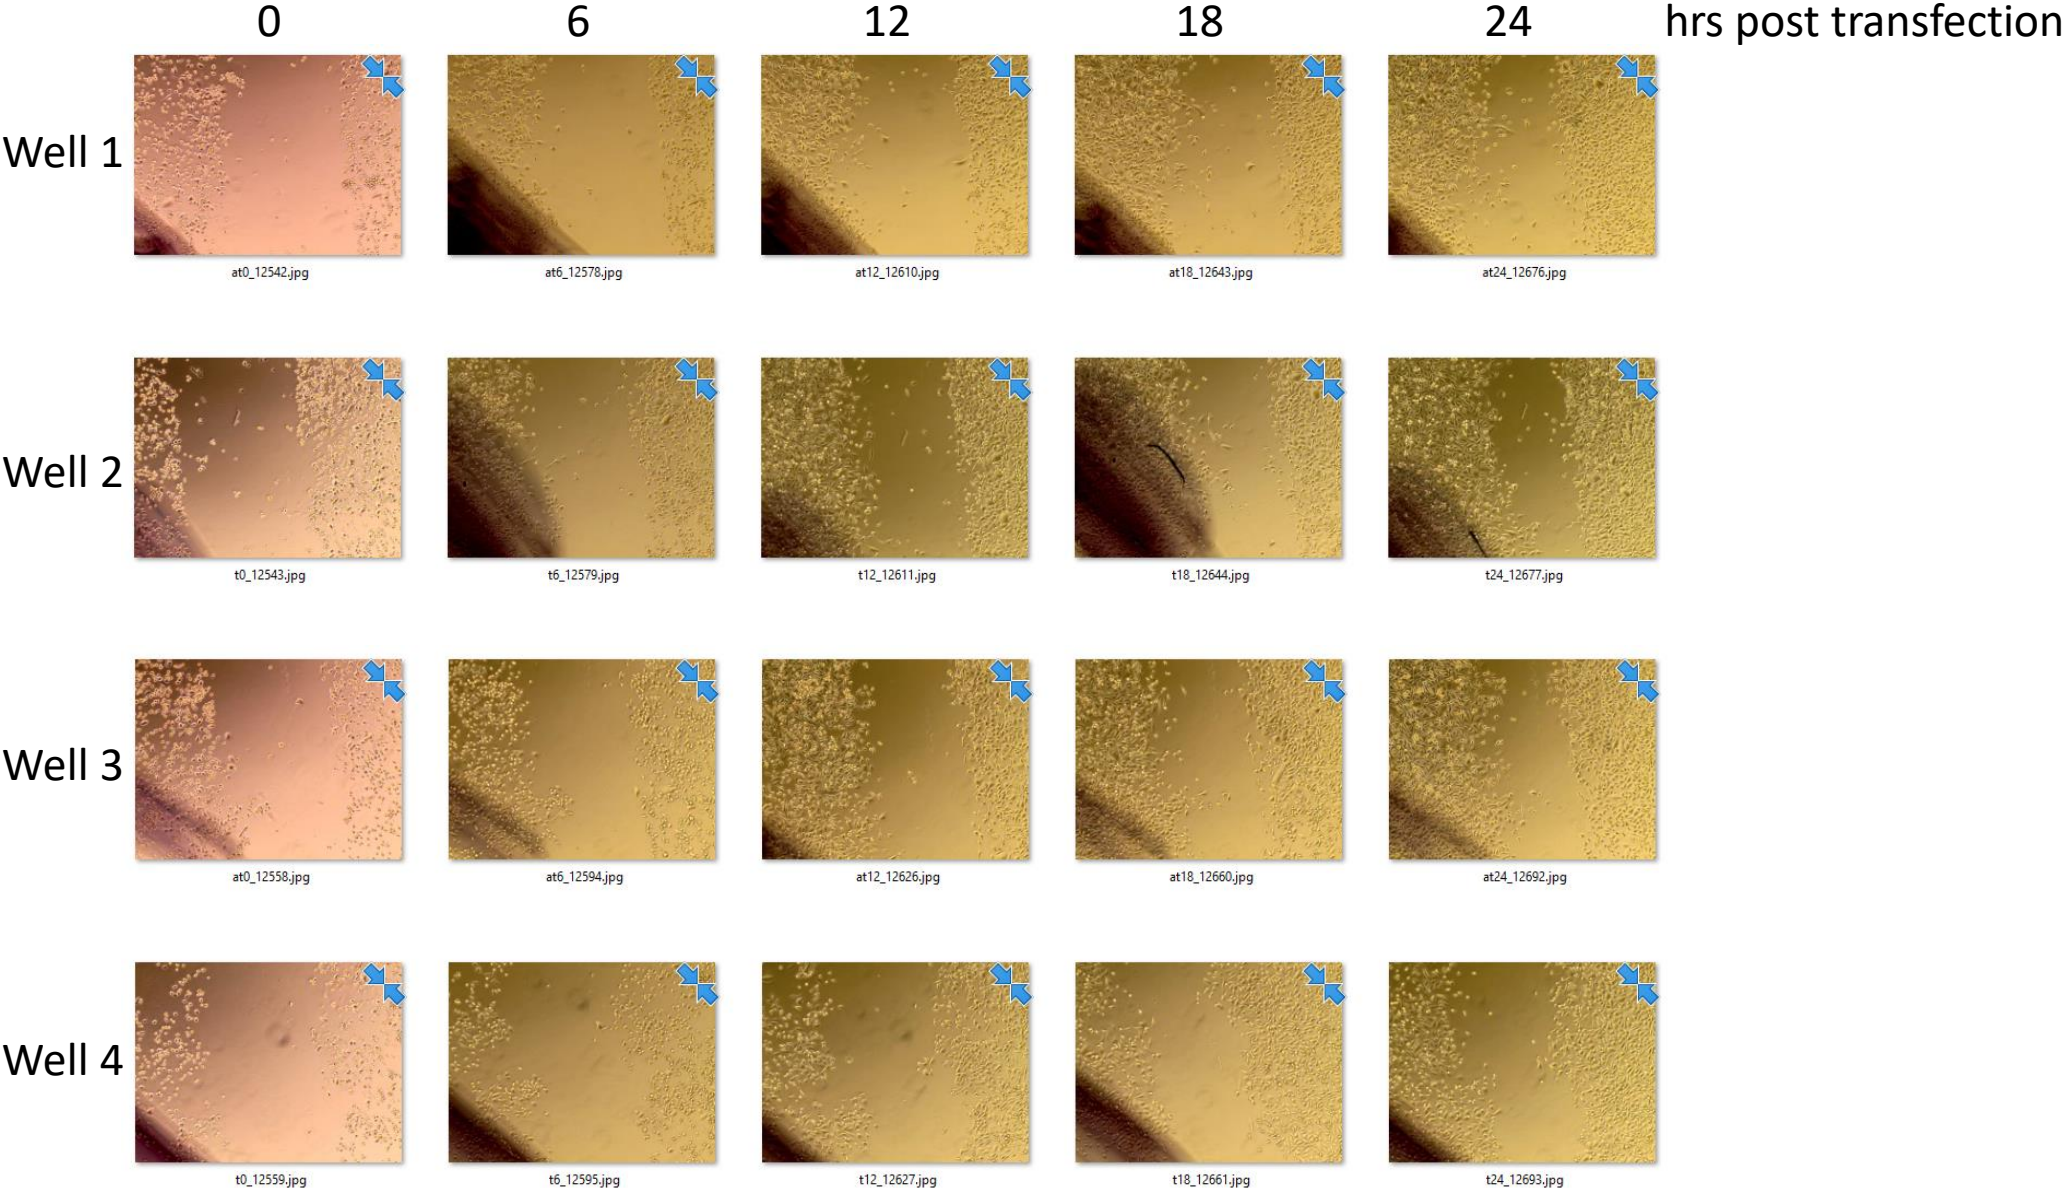 0 6 12 18 24 hrs post transfection
Well 1
at0_12542.jpg at6_12578.jpg at12_12610.jpg at18_12643.jpg at24_12676.jpg
Well 2
t0_12543.jpg t6_12579.jpg t12_12611.jpg t18_12644.jpg t24_12677.jpg
Well 3
at0_12558.jpg at6_12594.jpg at12_12626.jpg at18_12660.jpg at24_12692.jpg
Well 4
t0_12559.jpg t6_12595.jpg t12_12627.jpg t18_12661.jpg t24_12693.jpg